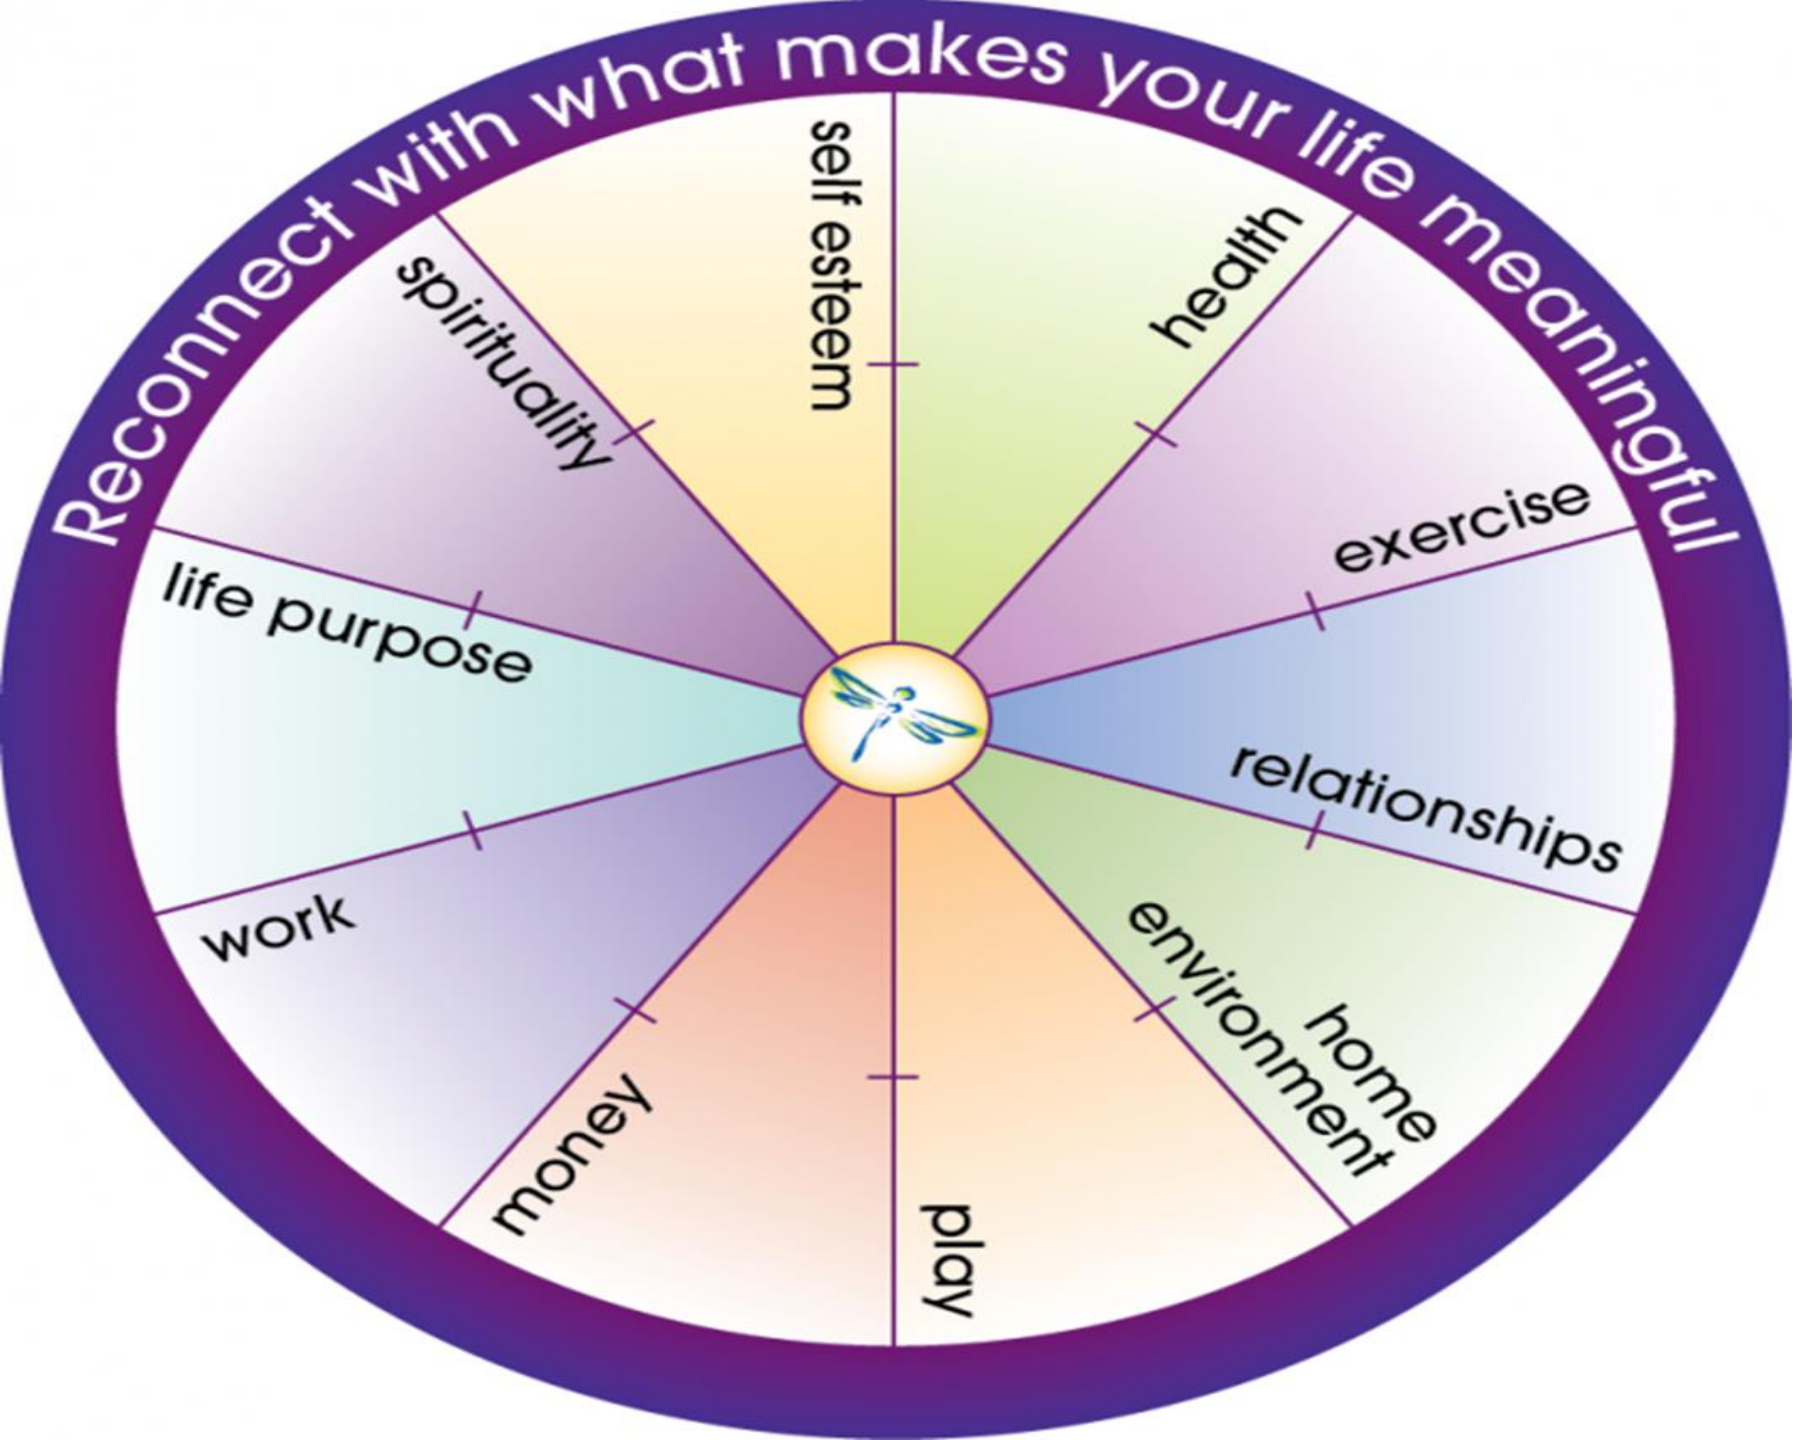 Reconnect with what makes your life meaningful
self esteem
health
exercise
relationships
home
environment
play
money
work
life purpose
spirituality